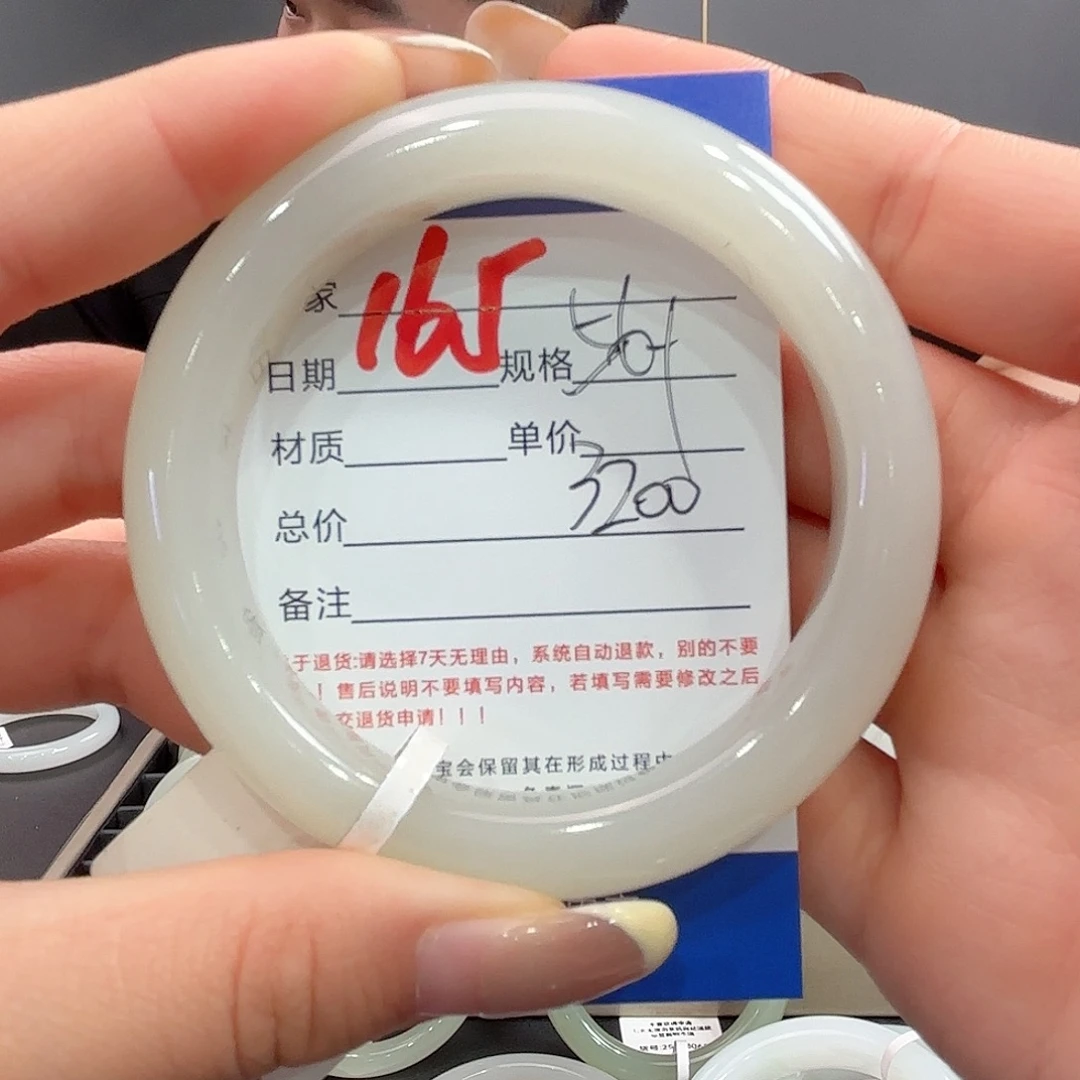 165
家
日期 规格
材质 单价
总价 3200
备注
于退货:请选择7天无理由，系统自动退款，别的不要
！售后说明不要填写内容，若填写需要修改之后
交退货申请！！！
宝会保留其在形成过程中